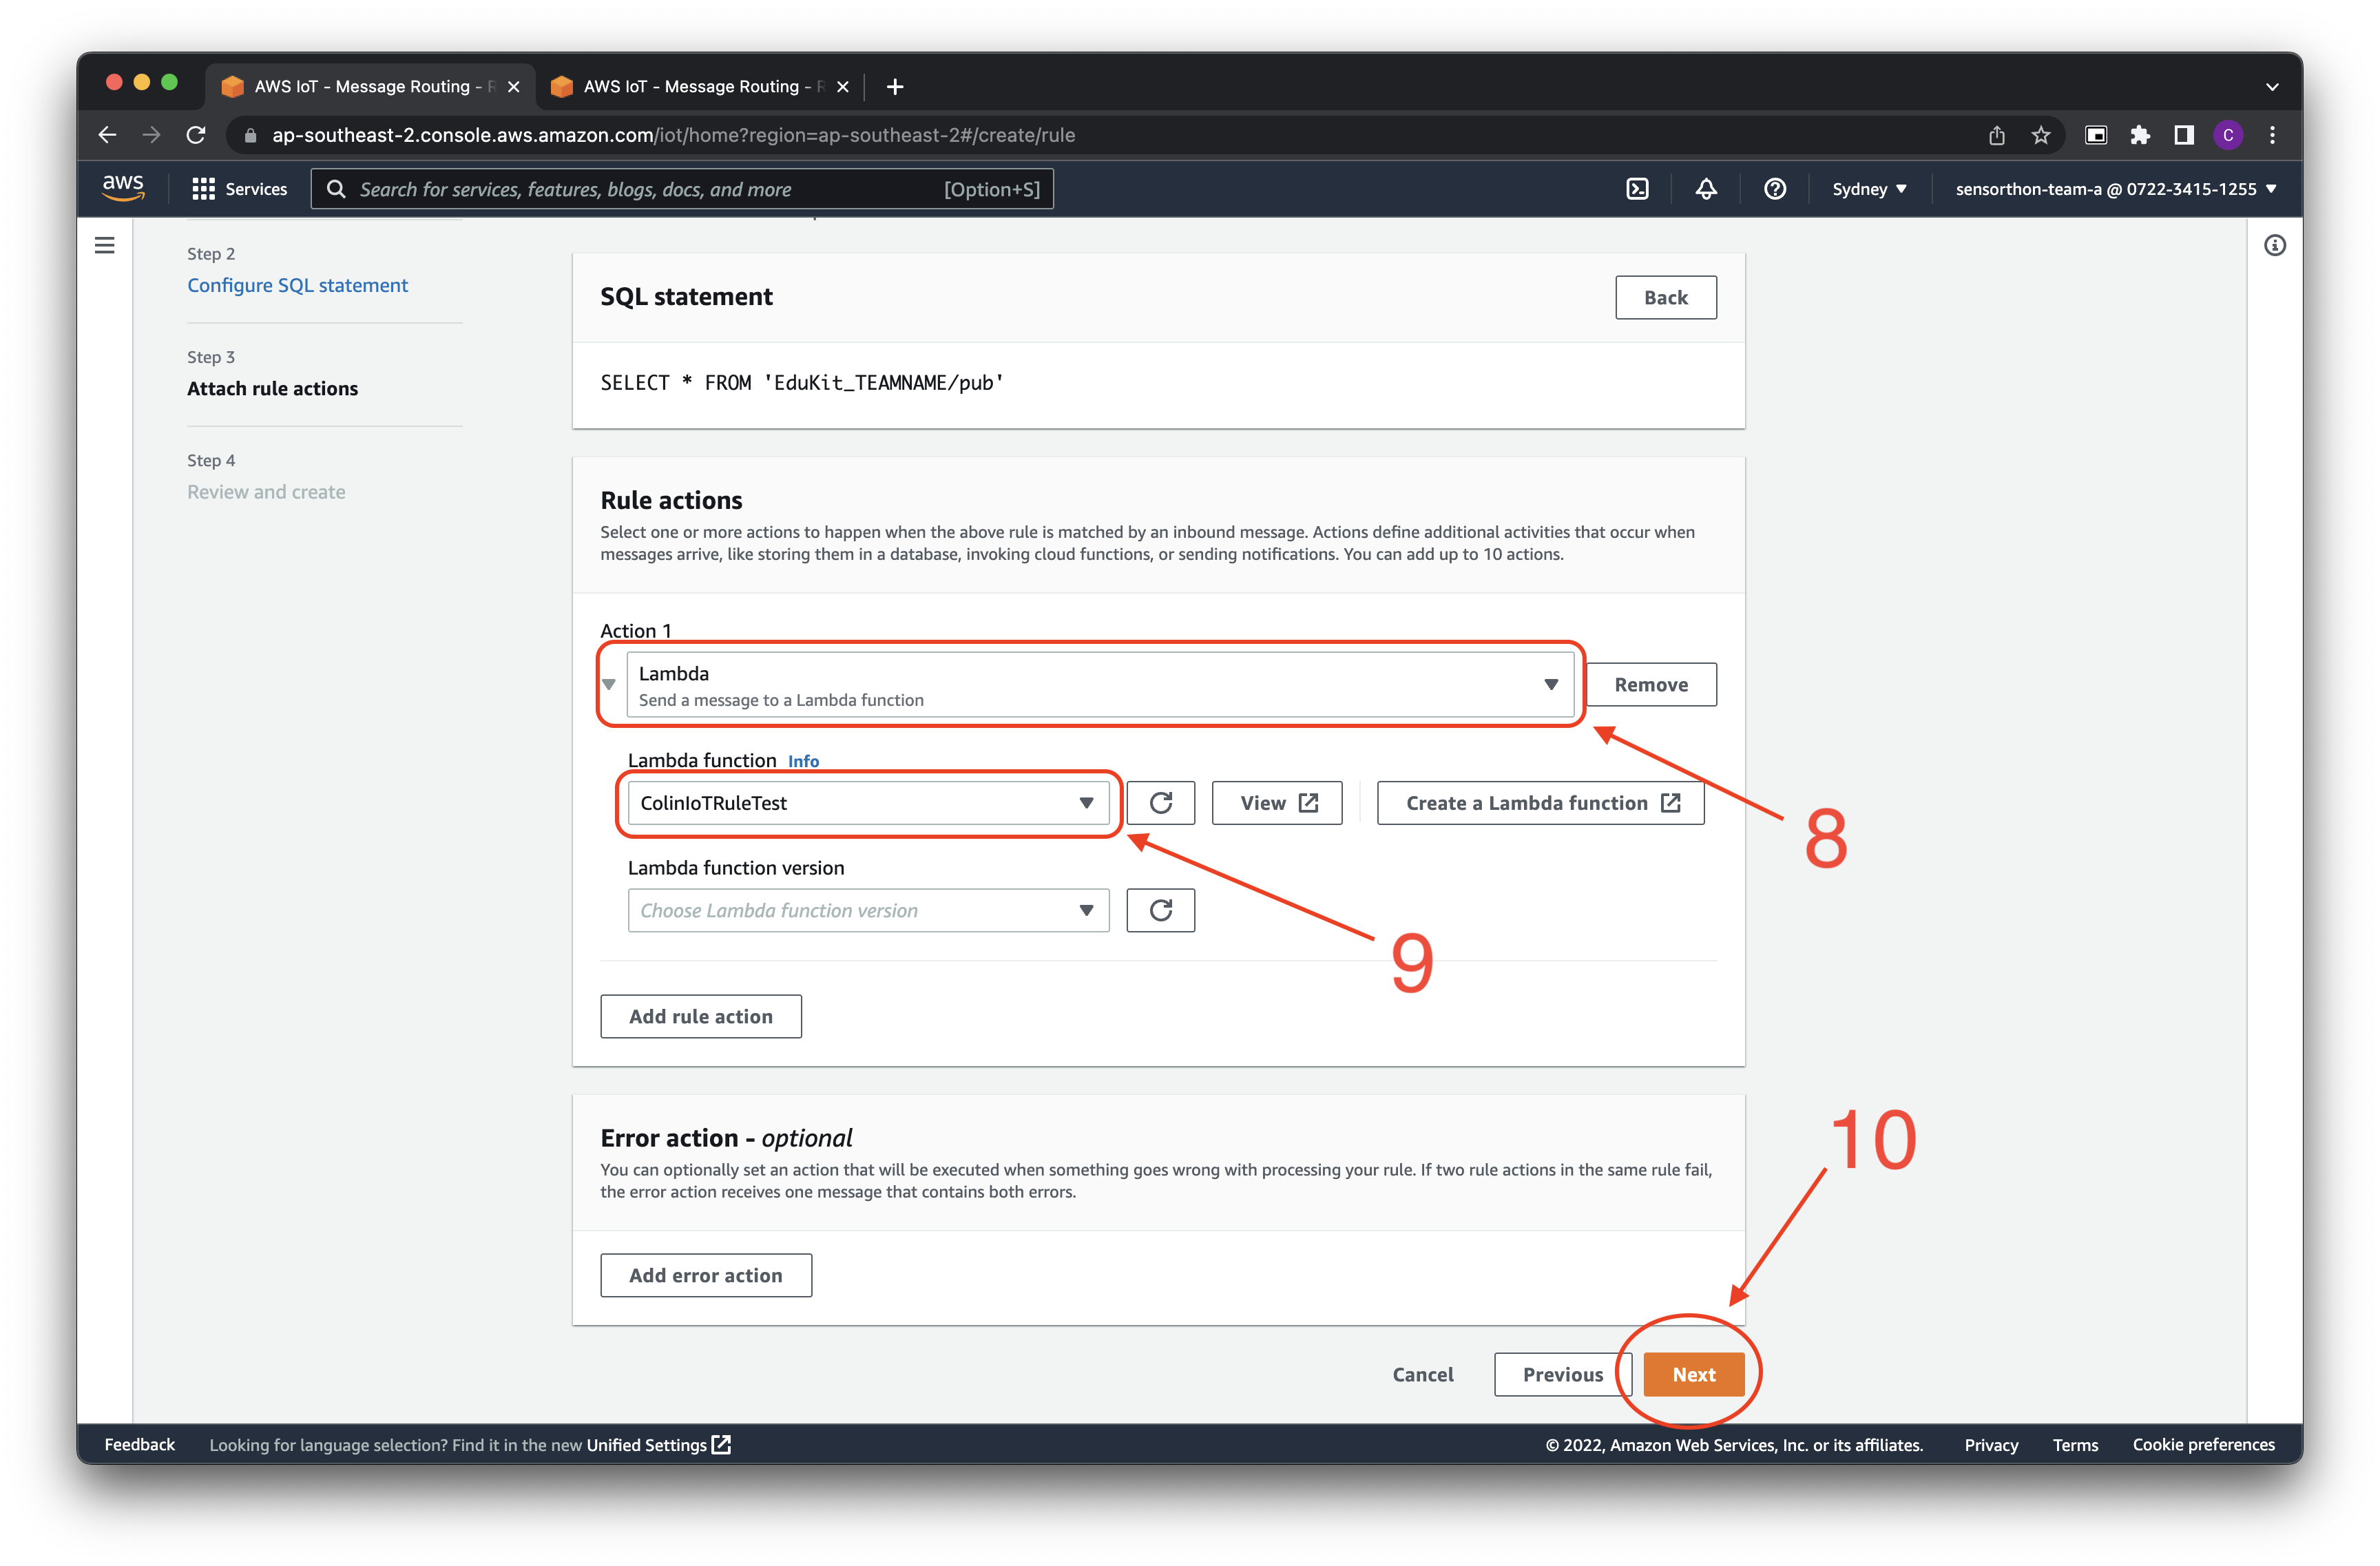 AWS IoT - Message Routing - R
AWS IoT - Message Routing - R
ap-southeast-2.console.aws.amazon.com/iot/home?region=ap-southeast-2#/create/rule
C
aws
Services
Search for services, features, blogs, docs, and more
[Option+S]
Sydney
sensorthon-team-a @ 0722-3415-1255
Step 2
Configure SQL statement
Step 3
Attach rule actions
Step 4
Review and create
SQL statement
Back
SELECT * FROM 'EduKit_TEAMNAME/pub'
Rule actions
Select one or more actions to happen when the above rule is matched by an inbound message. Actions define additional activities that occur when
messages arrive, like storing them in a database, invoking cloud functions, or sending notifications. You can add up to 10 actions.
Action 1
Lambda
Send a message to a Lambda function
Remove
Lambda function Info
ColinIoTRuleTest
View
Create a Lambda function
8
Lambda function version
Choose Lambda function version
9
Add rule action
Error action - optional
You can optionally set an action that will be executed when something goes wrong with processing your rule. If two rule actions in the same rule fail,
the error action receives one message that contains both errors.
10
Add error action
Cancel
Previous
Next
Feedback
Looking for language selection? Find it in the new Unified Settings
© 2022, Amazon Web Services, Inc. or its affiliates.
Privacy
Terms
Cookie preferences